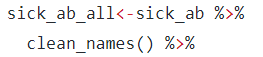 sick_ab_all<-sick_ab %>%
  clean_names() %>%